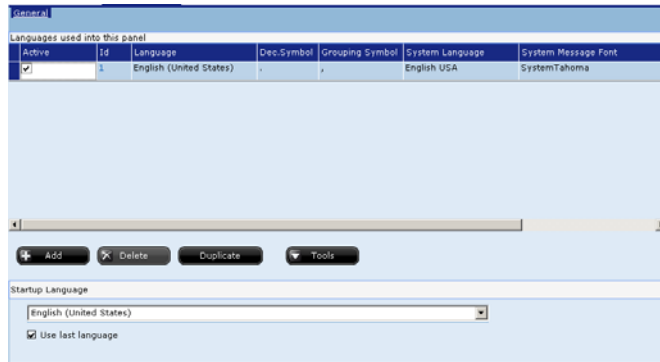 General
Languages used into this panel
Active Id Language Dec.Symbol Grouping Symbol System Language System Message Font
1 English (United States) . , English USA SystemTahoma
Add Delete Duplicate Tools
Startup Language
English (United States)
Use last language